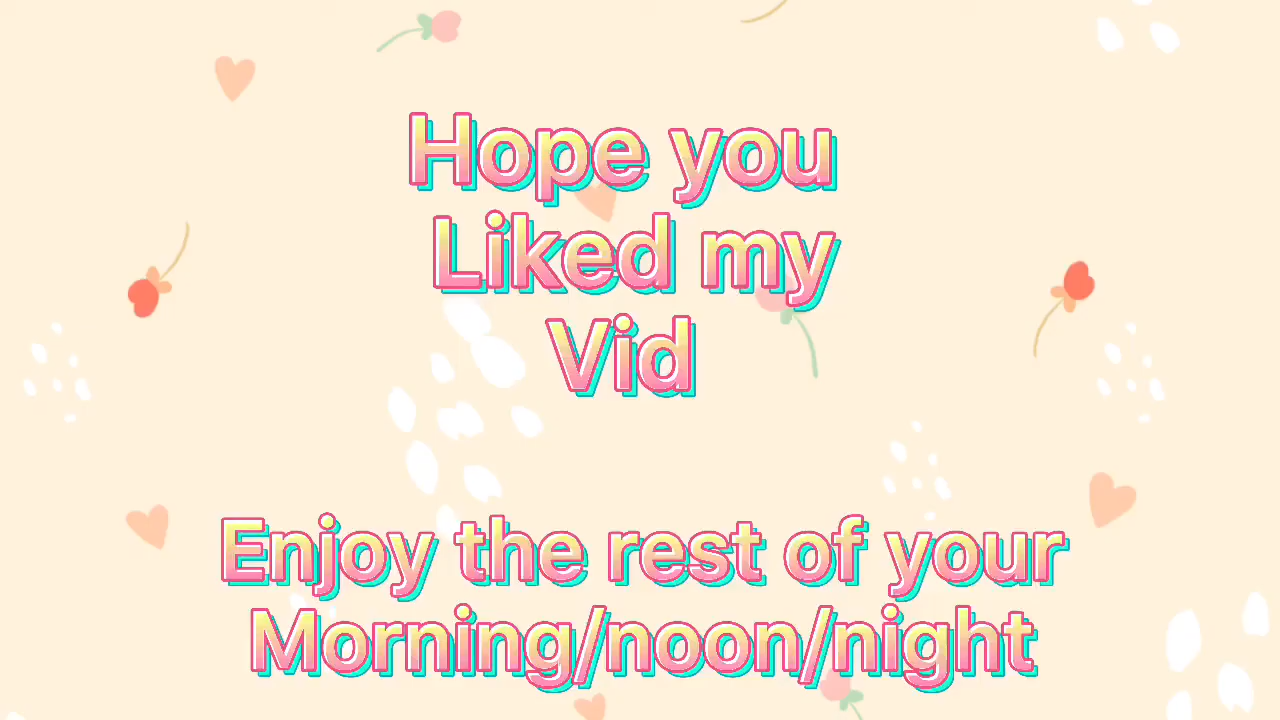 Hope you
Liked my
Vid
Enjoy the rest of your
Morning/noon/night